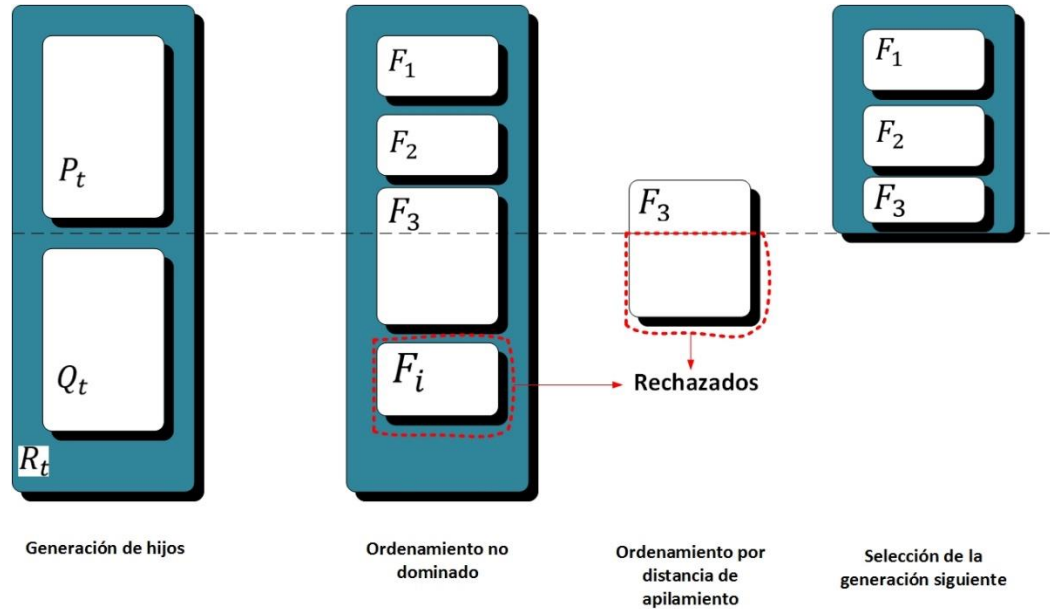 P_t
Q_t
R_t
Generación de hijos
F_1
F_2
F_3
F_i
Ordenamiento no
dominado
F_3
Rechazados
Ordenamiento por
distancia de
apilamiento
F_1
F_2
F_3
Selección de la
generación siguiente